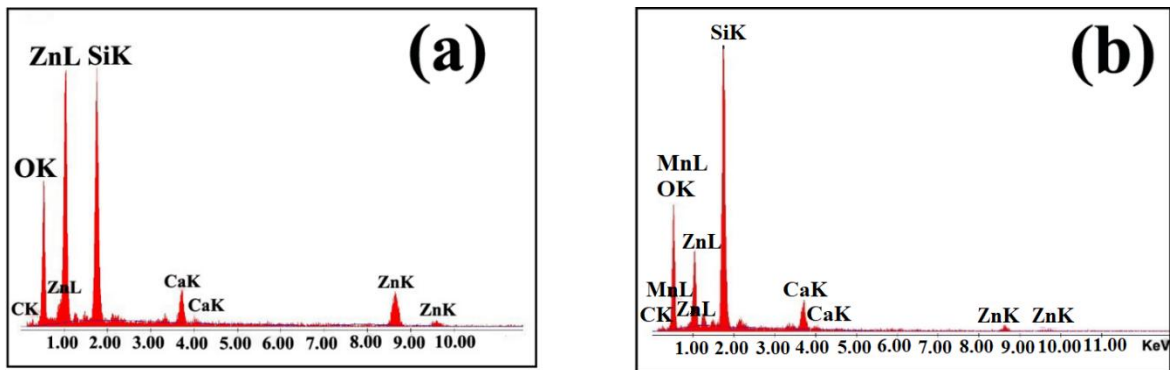 (a)
ZnL SiK
OK
CaK
ZnK
ZnL
CK
CaK
ZnK
1.00 2.00 3.00 4.00 5.00 6.00 7.00 8.00 9.00 10.00
(b)
SiK
MnL
OK
ZnL
MnL
CaK
ZnL
CK
CaK
ZnK ZnK
1.00 2.00 3.00 4.00 5.00 6.00 7.00 8.00 9.00 10.00 11.00 KeV